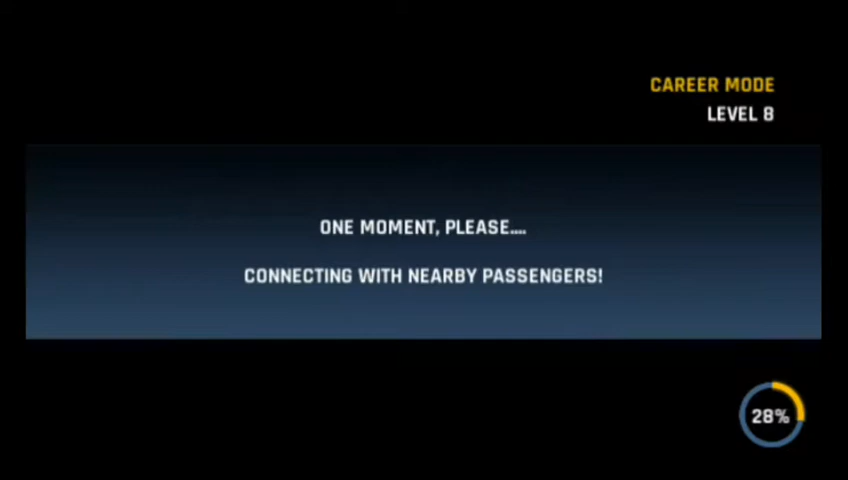 CAREER MODE
LEVEL 8
ONE MOMENT, PLEASE....
CONNECTING WITH NEARBY PASSENGERS!
28%